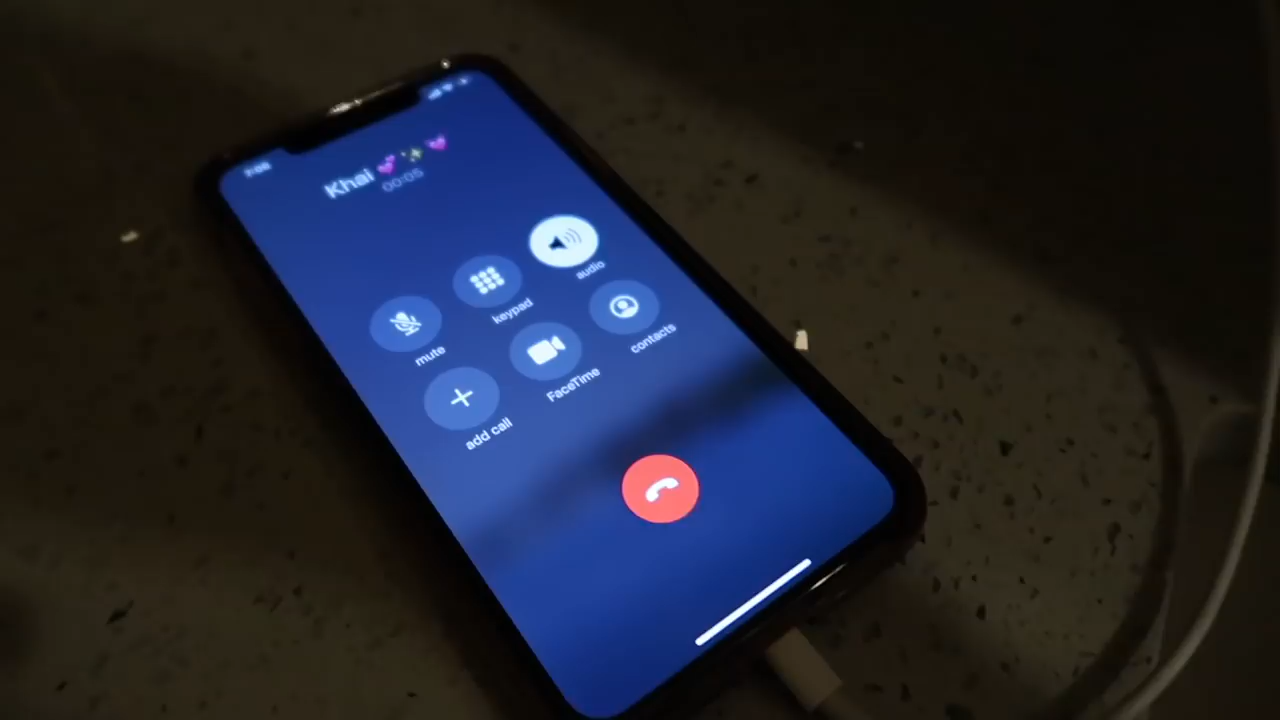 Khai 💕✨💓
00:05
mute
keypad
audio
add call
FaceTime
contacts